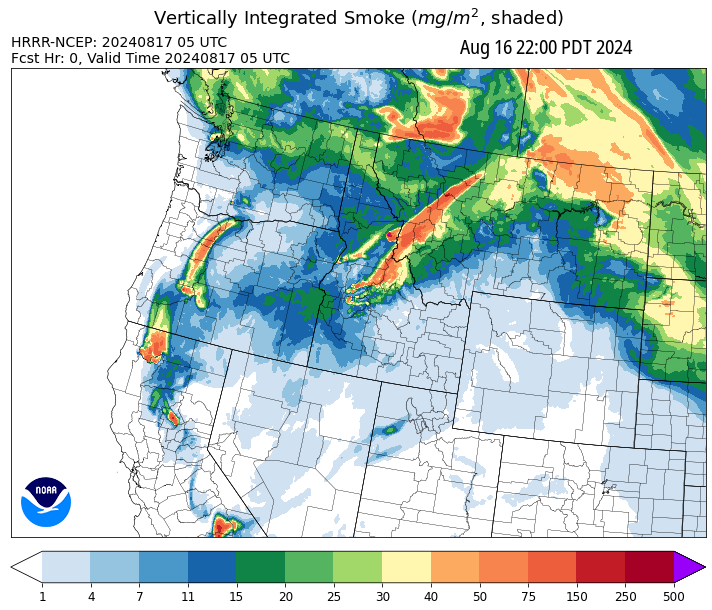 Vertically Integrated Smoke (mg/m², shaded)
HRRR-NCEP: 20240817 05 UTC
Aug 16 22:00 PDT 2024
Fcst Hr: 0, Valid Time 20240817 05 UTC
NOAA
1 4 7 11 15 20 25 30 40 50 75 150 250 500